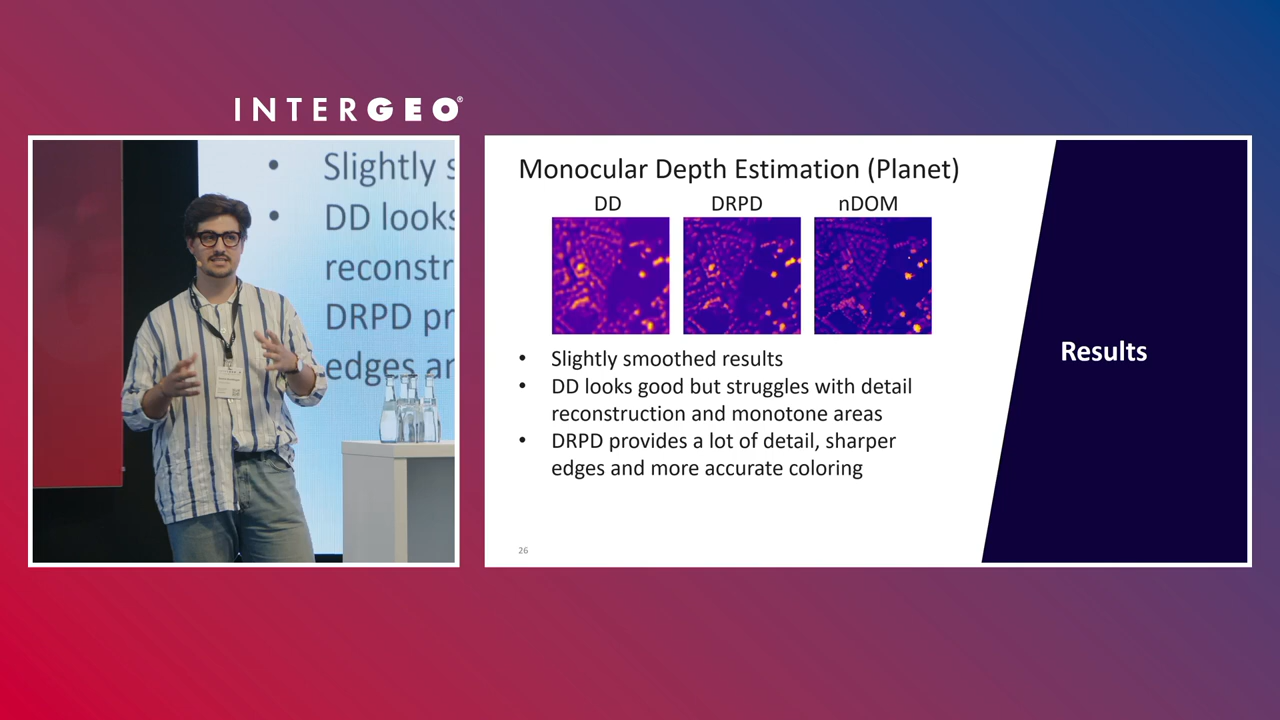 INTERGEO®
• Slightly s
• DD looks
reconstr
DRPD pr
edges ar
Monocular Depth Estimation (Planet)
DD DRPD nDOM
• Slightly smoothed results
• DD looks good but struggles with detail
reconstruction and monotone areas
• DRPD provides a lot of detail, sharper
edges and more accurate coloring
26
Results